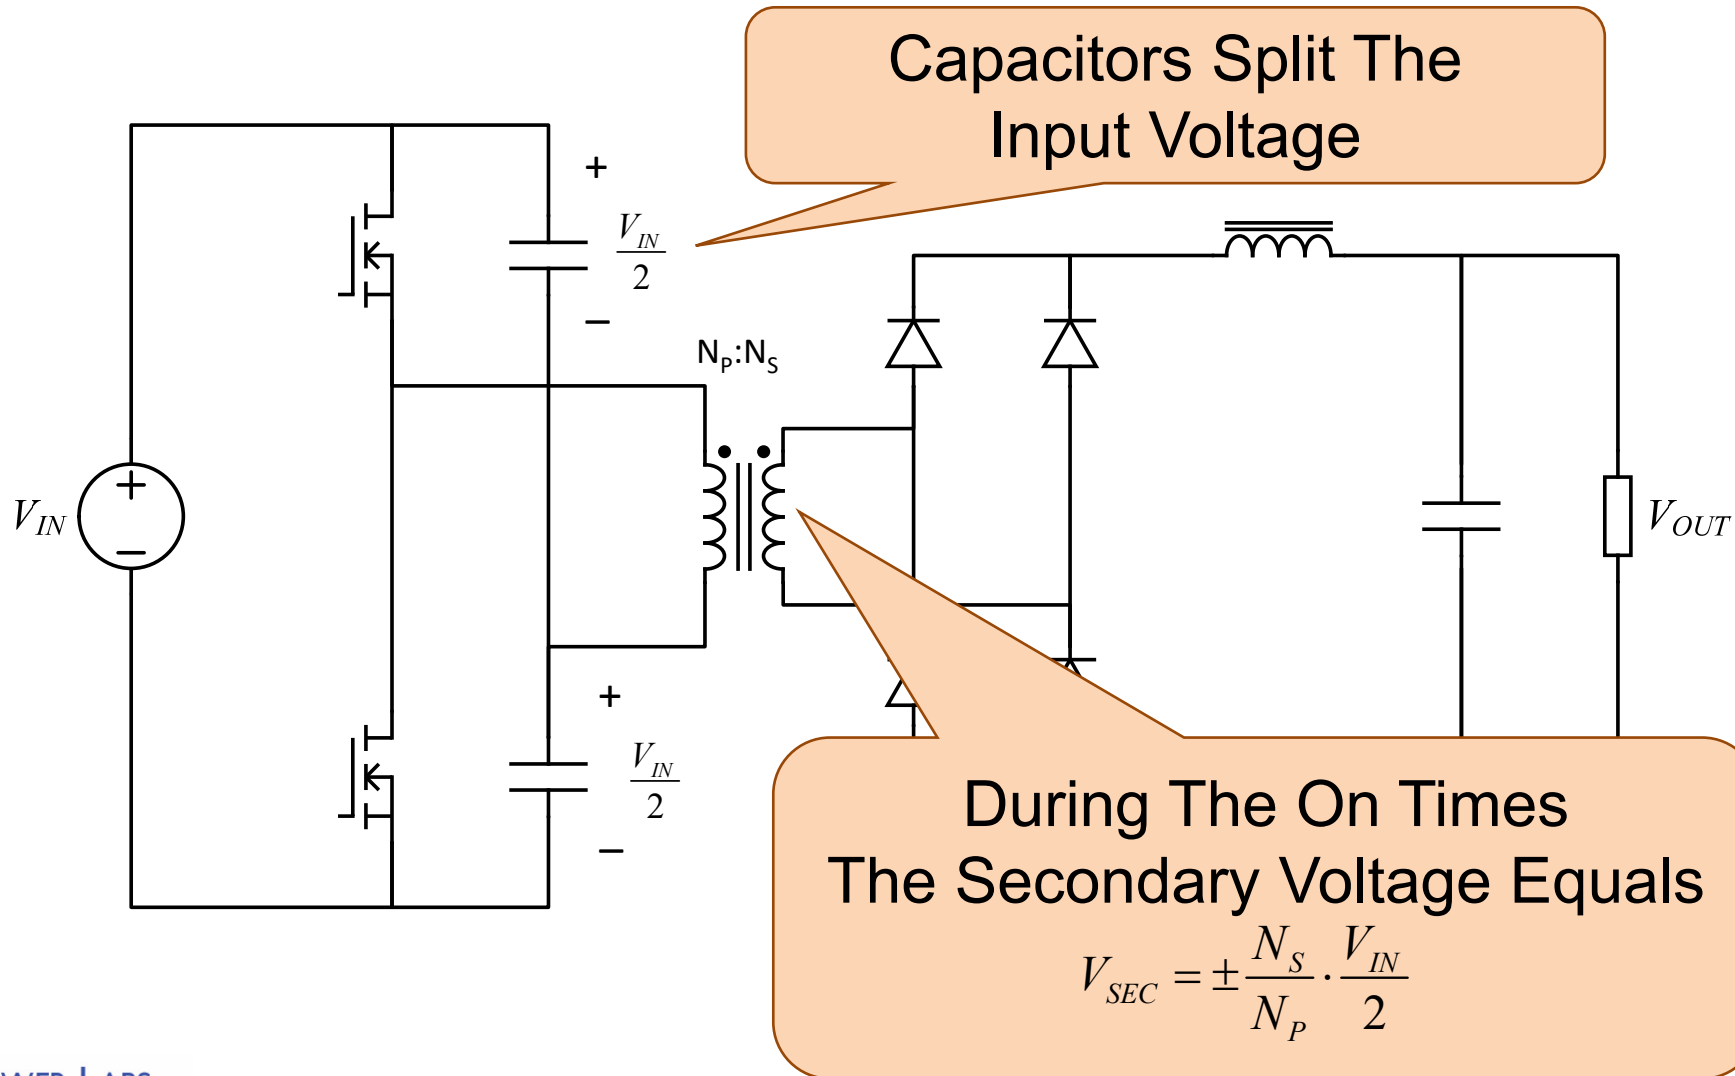 Capacitors Split The
Input Voltage
+
V_IN
2
−
N_P:N_S
V_IN
+
−
V_OUT
+
V_IN
2
−
During The On Times
The Secondary Voltage Equals
V_SEC = ± N_S / N_P · V_IN / 2